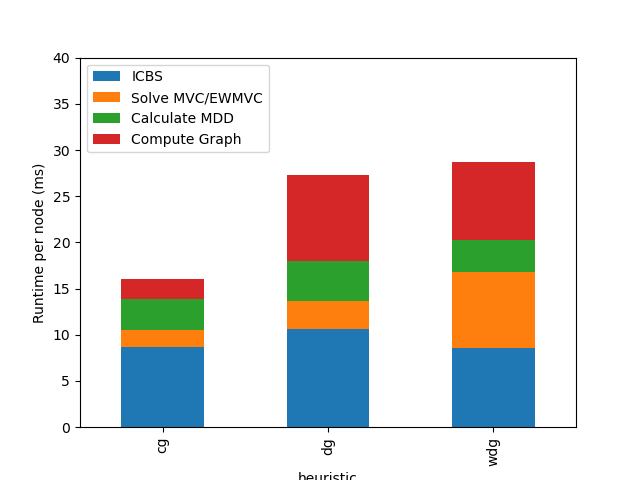 40
35
30
25
20
15
10
5
0
Runtime per node (ms)
ICBS
Solve MVC/EWMVC
Calculate MDD
Compute Graph
cg
dg
wdg
heuristic